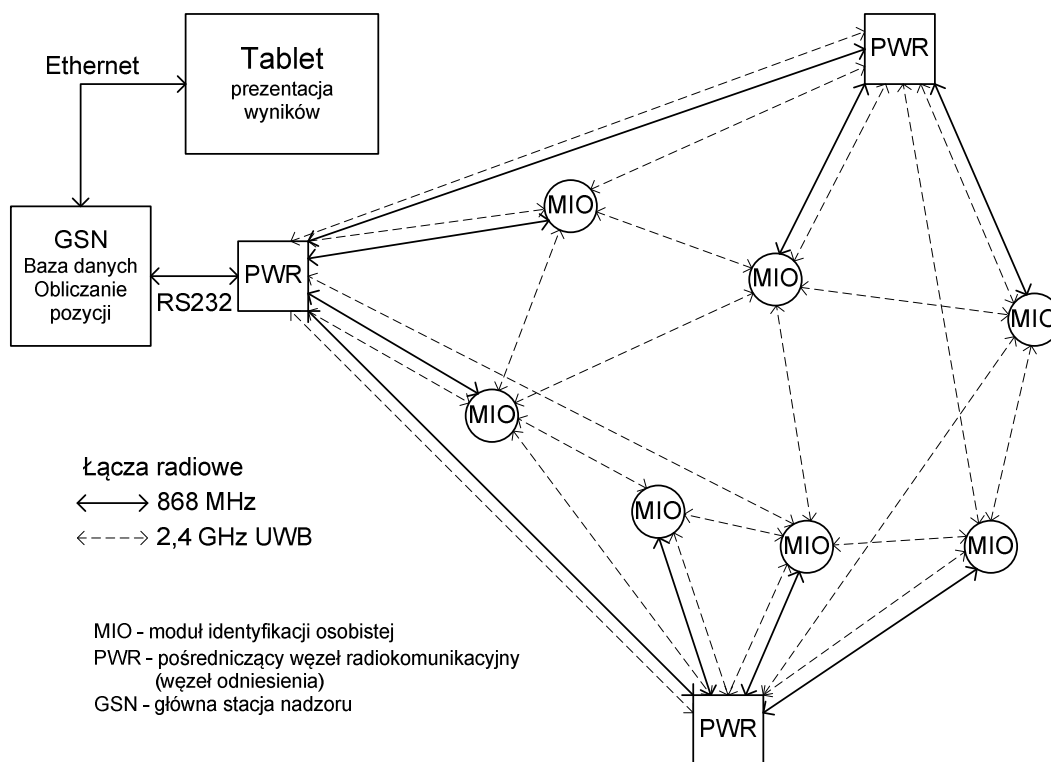 Ethernet
Tablet
prezentacja
wyników
PWR
GSN
Baza danych
Obliczanie
pozycji
RS232
PWR
MIO
MIO
MIO
MIO
MIO
MIO
MIO
PWR
Łącza radiowe
868 MHz
2,4 GHz UWB
MIO - moduł identyfikacji osobistej
PWR - pośredniczący węzeł radiokomunikacyjny
(węzeł odniesienia)
GSN - główna stacja nadzoru